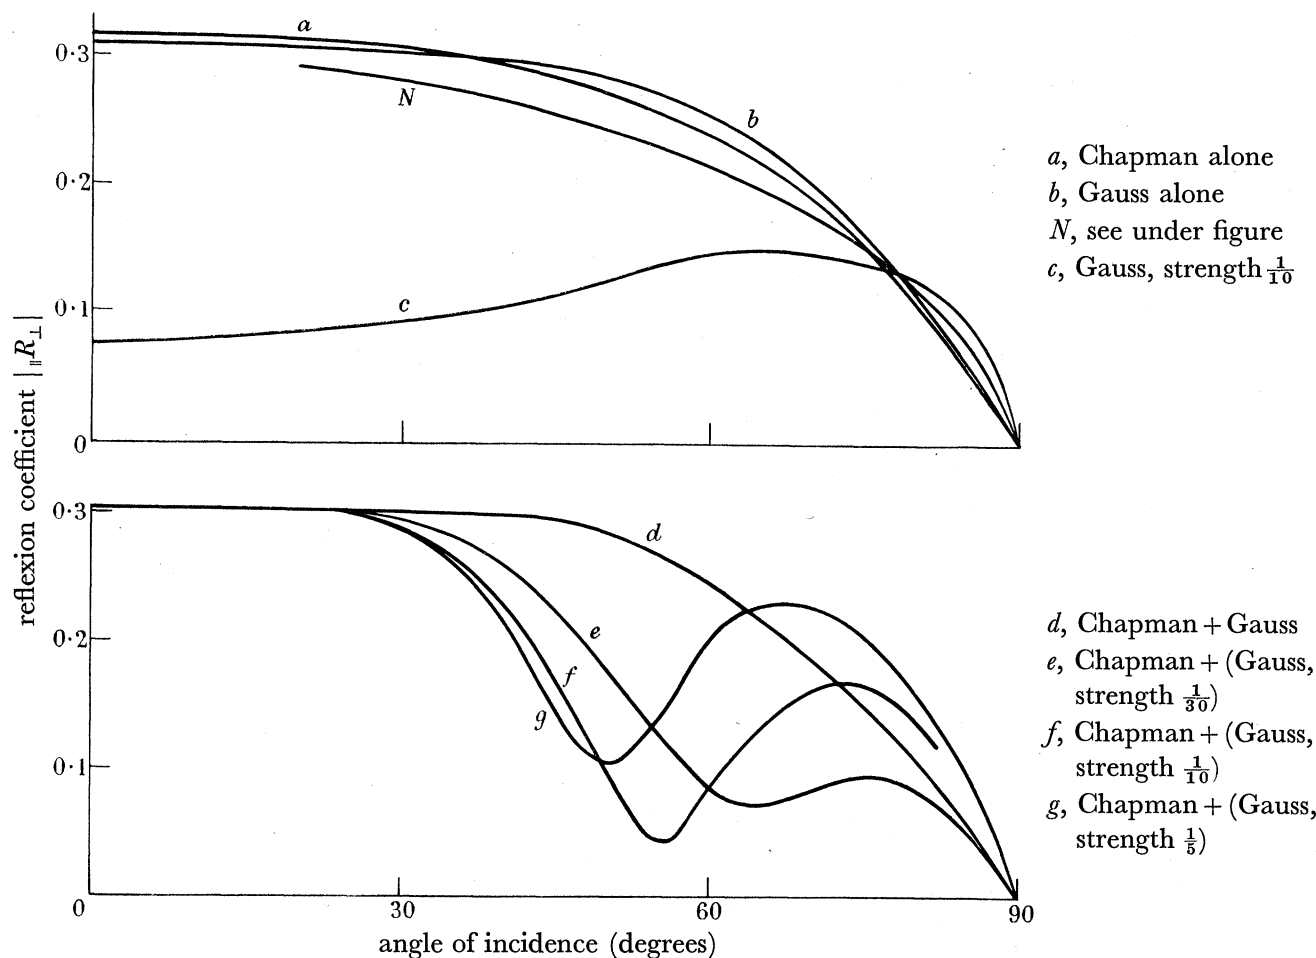 a
0·3
N
b
0·2
0·1
c
0
a, Chapman alone
b, Gauss alone
N, see under figure
c, Gauss, strength 1/10
reflexion coefficient |∥R⊥|
0·3
d
e
0·2
f
g
0·1
0
30
60
90
angle of incidence (degrees)
d, Chapman + Gauss
e, Chapman + (Gauss,
strength 1/30)
f, Chapman + (Gauss,
strength 1/10)
g, Chapman + (Gauss,
strength 1/5)